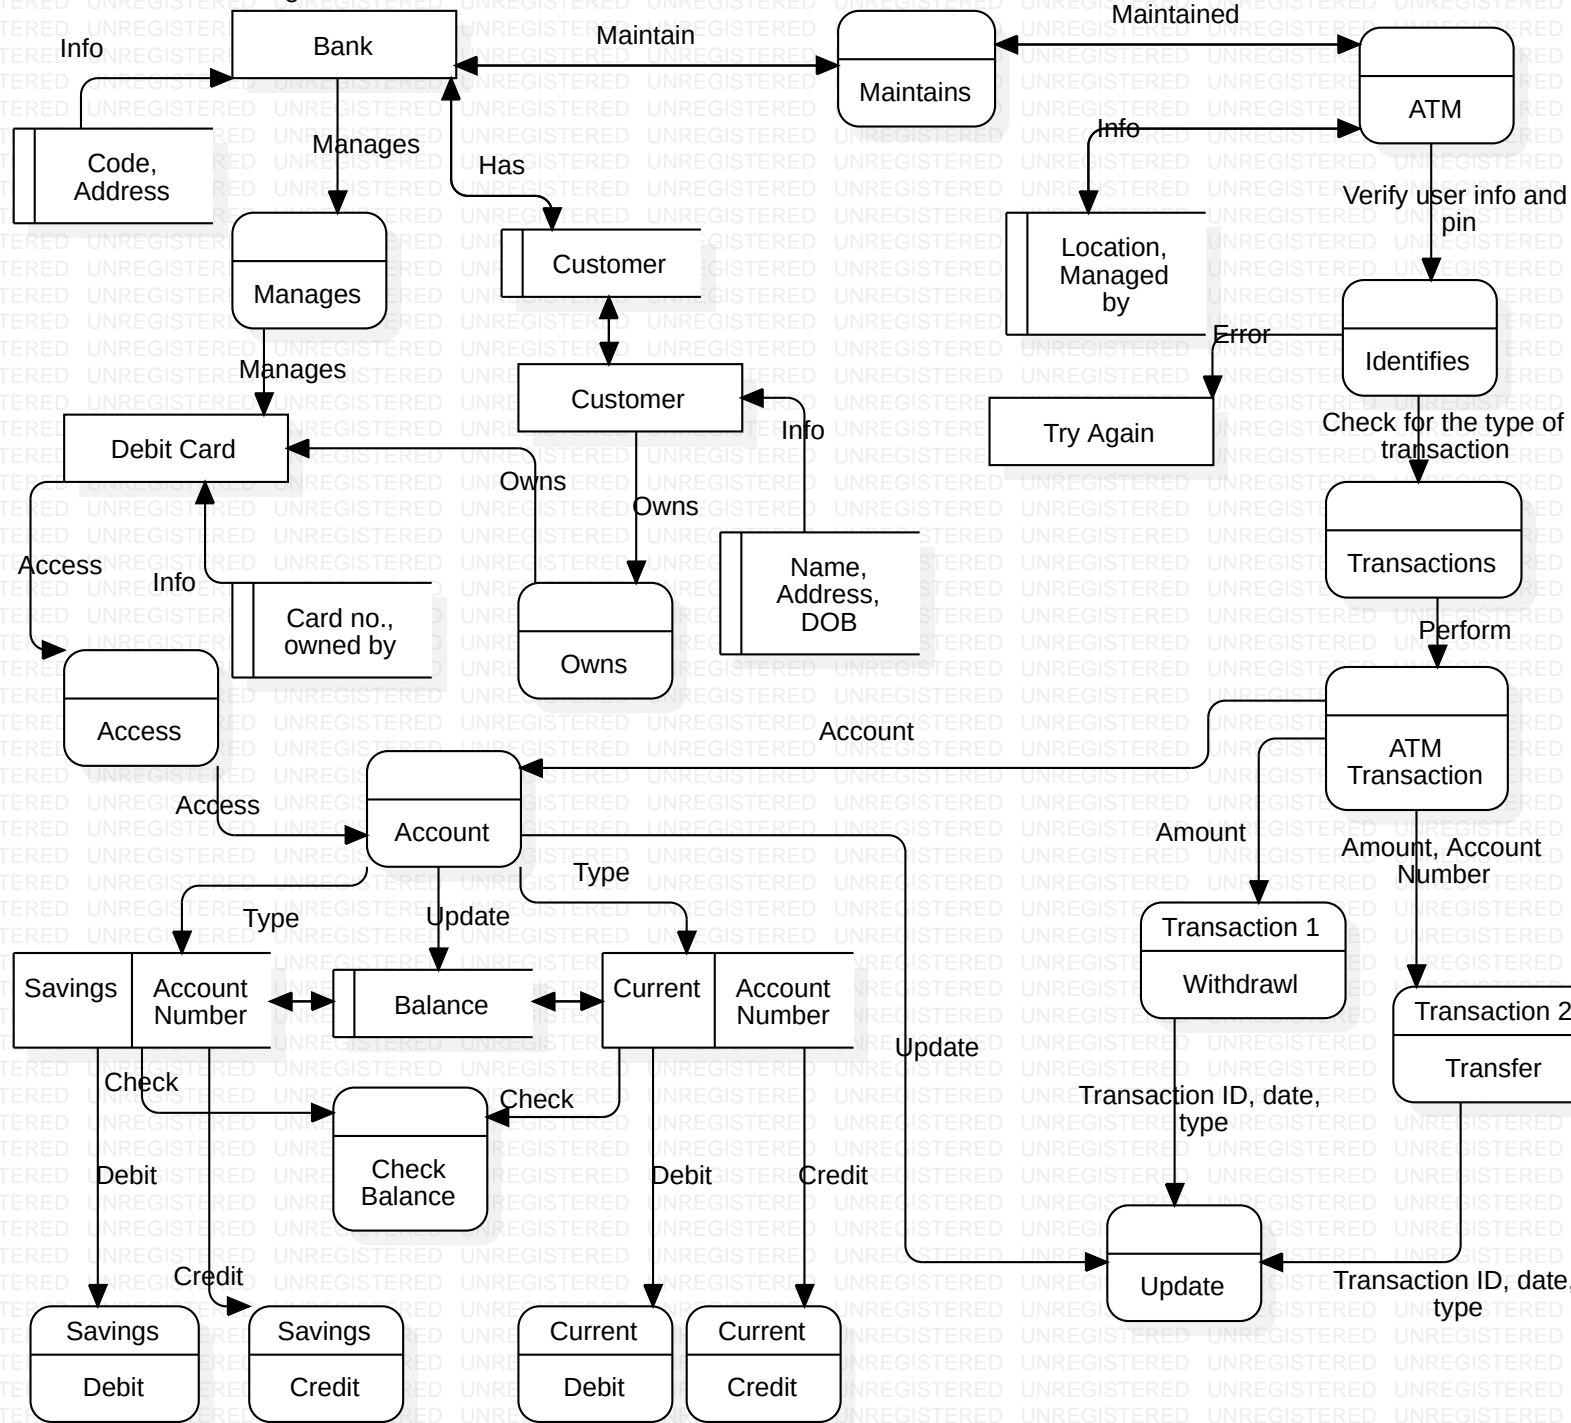 Maintained
Info
Bank
Maintain
Maintains
ATM
Info
Manages
Code,
Address
Has
Verify user info and
pin
Manages
Customer
Location,
Managed
by
Error
Identifies
Manages
Customer
Info
Try Again
Check for the type of
transaction
Debit Card
Owns
Owns
Access
Info
Name,
Address,
DOB
Transactions
Card no.,
owned by
Owns
Perform
Access
Account
ATM
Transaction
Access
Account
Amount
Amount, Account
Number
Type
Type
Update
Transaction 1
Withdrawl
Savings
Account
Number
Balance
Current
Account
Number
Transaction 2
Transfer
Update
Check
Check
Transaction ID, date,
type
Debit
Check
Balance
Debit
Credit
Credit
Update
Transaction ID, date,
type
Savings
Debit
Savings
Credit
Current
Debit
Current
Credit
UNREGISTERED